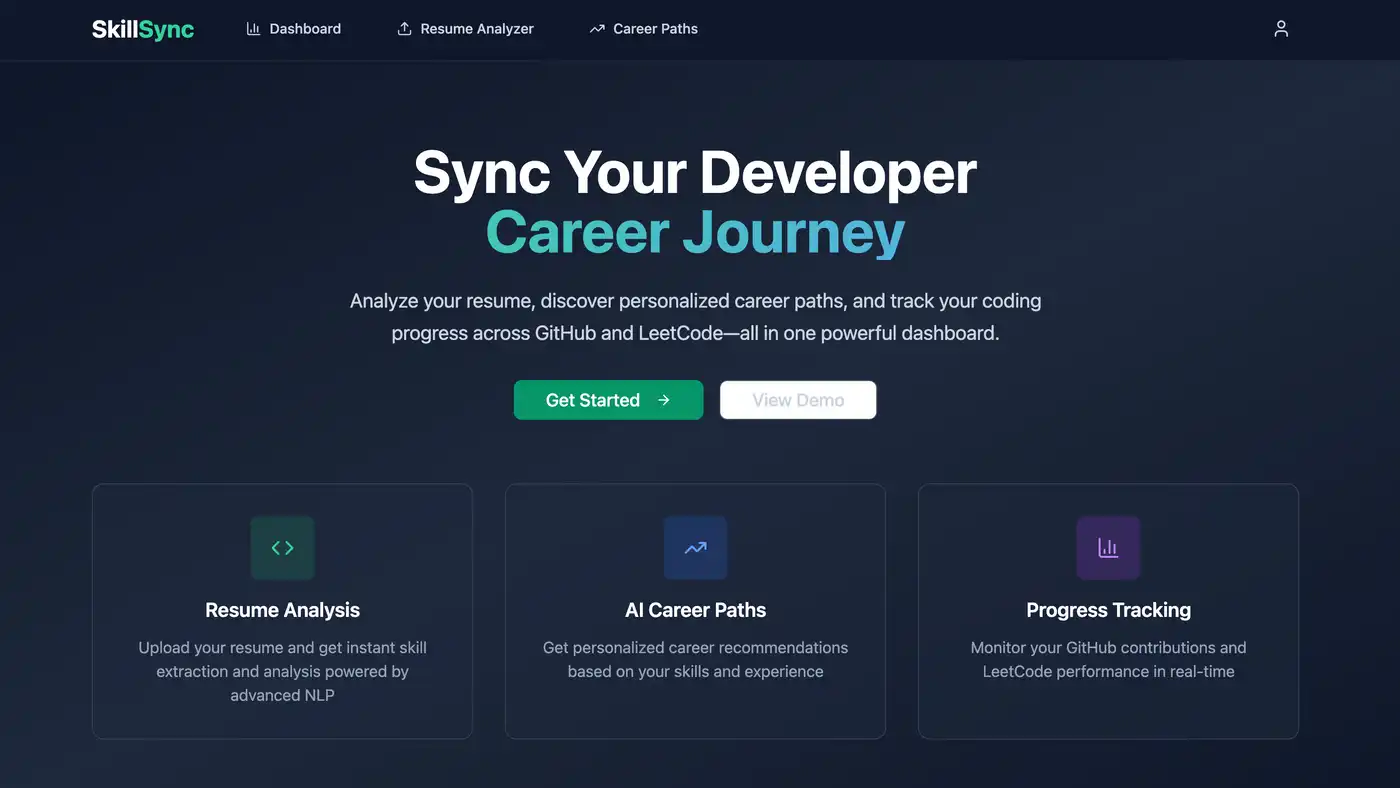 SkillSync
Dashboard
Resume Analyzer
Career Paths
Sync Your Developer
Career Journey
Analyze your resume, discover personalized career paths, and track your coding
progress across GitHub and LeetCode—all in one powerful dashboard.
Get Started →
View Demo
Resume Analysis
Upload your resume and get instant skill
extraction and analysis powered by
advanced NLP
AI Career Paths
Get personalized career recommendations
based on your skills and experience
Progress Tracking
Monitor your GitHub contributions and
LeetCode performance in real-time